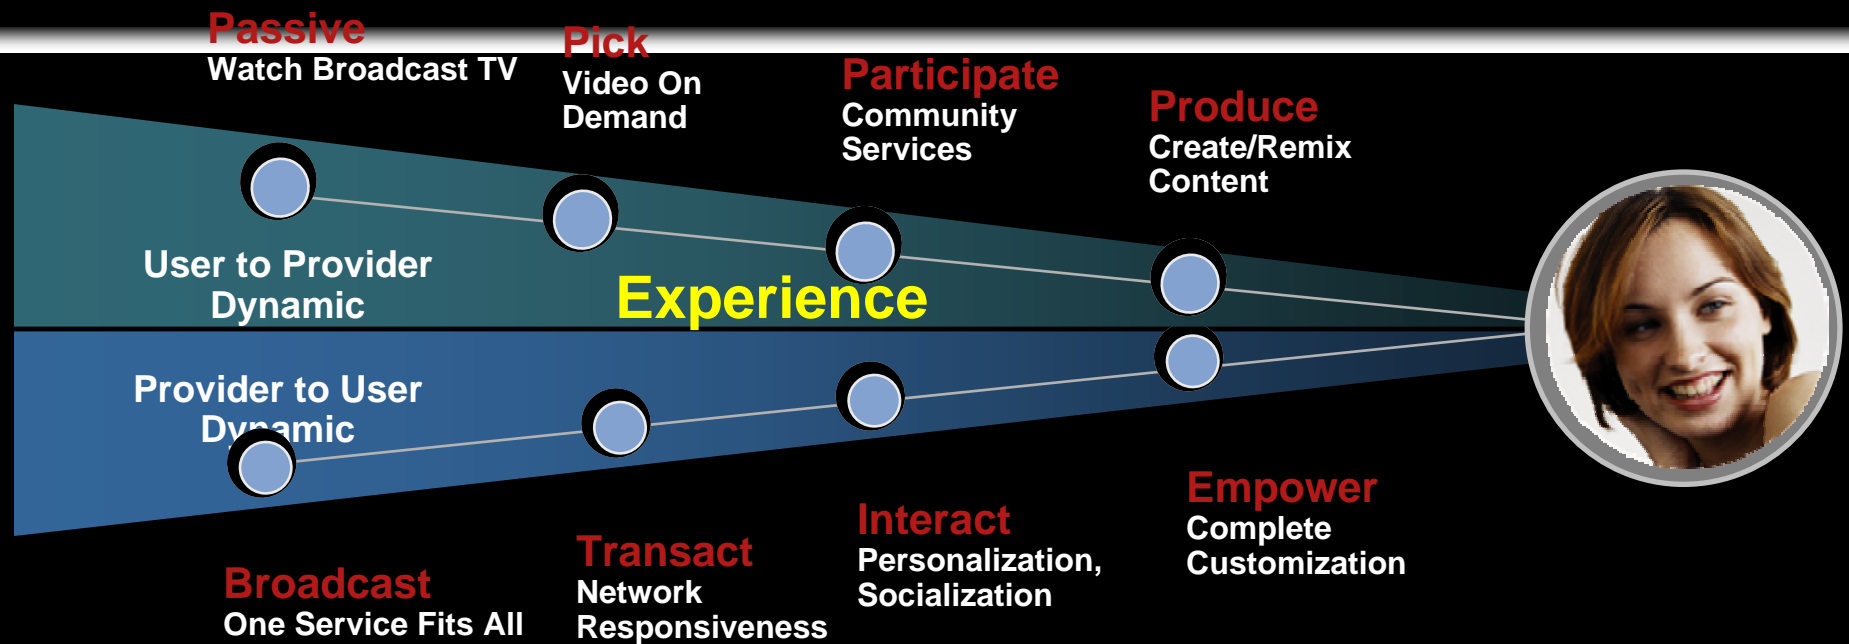 Passive
Watch Broadcast TV
Pick
Video On
Demand
Participate
Community
Services
Produce
Create/Remix
Content
User to Provider
Dynamic
Experience
Provider to User
Dynamic
Broadcast
One Service Fits All
Transact
Network
Responsiveness
Interact
Personalization,
Socialization
Empower
Complete
Customization